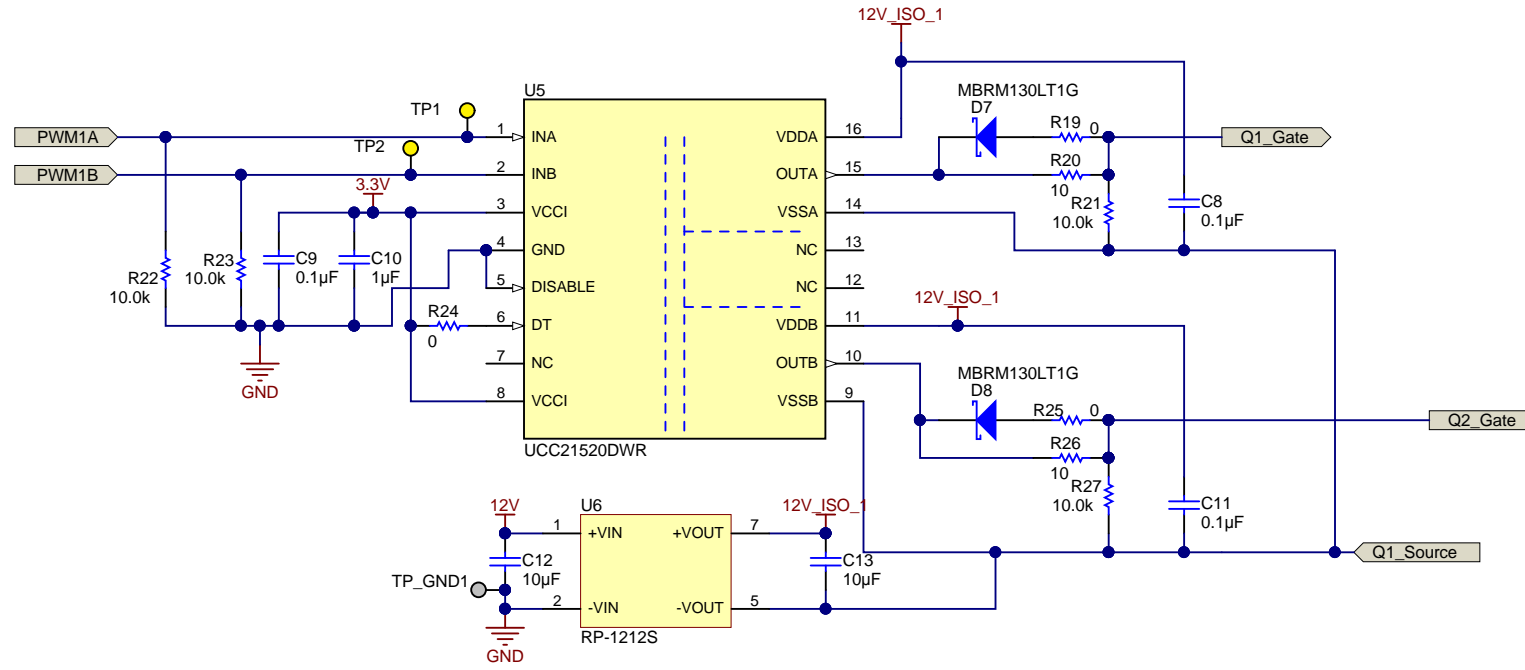 12V_ISO_1
U5
MBRM130LT1G
D7
TP1
PWM1A
1
INA
VDDA
16
R19
0
Q1_Gate
TP2
PWM1B
2
INB
OUTA
15
R20
10
3.3V
3
VCCI
VSSA
14
R21
10.0k
C8
0.1µF
4
GND
NC
13
R22
10.0k
R23
10.0k
C9
0.1µF
C10
1µF
5
DISABLE
NC
12
12V_ISO_1
R24
0
6
DT
VDDB
11
7
NC
OUTB
10
GND
MBRM130LT1G
D8
8
VCCI
VSSB
9
R25
0
Q2_Gate
UCC21520DWR
R26
10
R27
10.0k
12V
U6
12V_ISO_1
C11
0.1µF
1
+VIN
+VOUT
7
C12
10µF
C13
10µF
Q1_Source
TP_GND1
2
-VIN
-VOUT
5
RP-1212S
GND